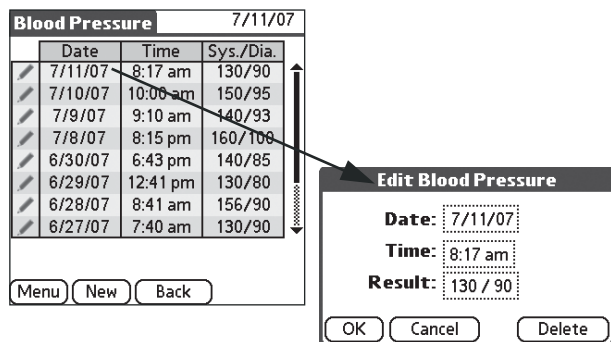 Blood Pressure 7/11/07
Date Time Sys./Dia.
7/11/07 8:17 am 130/90
7/10/07 10:00 am 150/95
7/9/07 9:10 am 140/93
7/8/07 8:15 pm 160/100
6/30/07 6:43 pm 140/85
6/29/07 12:41 pm 130/80
6/28/07 8:41 am 156/90
6/27/07 7:40 am 130/90
Menu New Back
Edit Blood Pressure
Date: 7/11/07
Time: 8:17 am
Result: 130 / 90
OK Cancel Delete